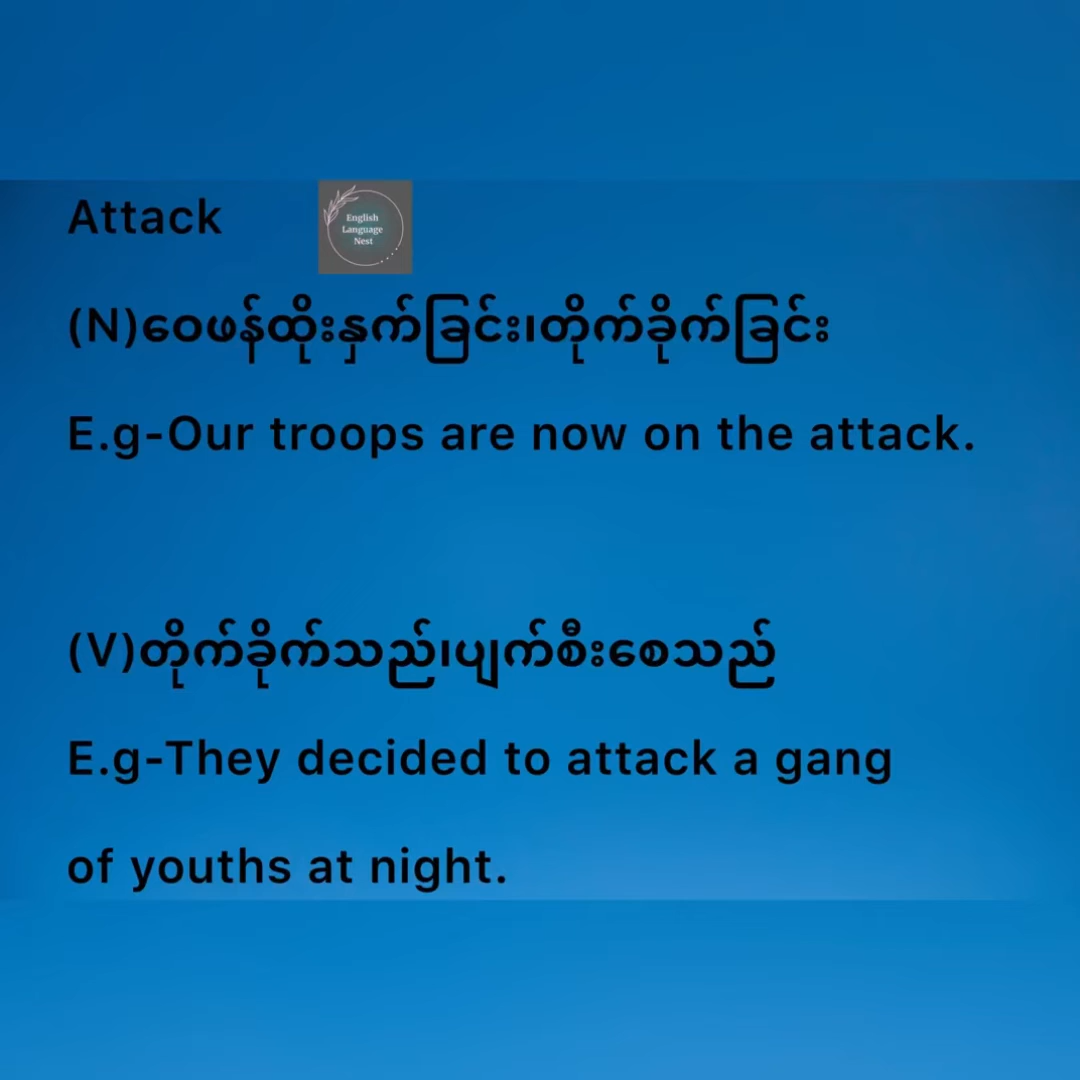 Attack
English
Language
Nest
(N)ဝေဖန်ထိုးနှက်ခြင်း၊တိုက်ခိုက်ခြင်း
E.g-Our troops are now on the attack.
(V)တိုက်ခိုက်သည်၊ပျက်စီးစေသည်
E.g-They decided to attack a gang
of youths at night.